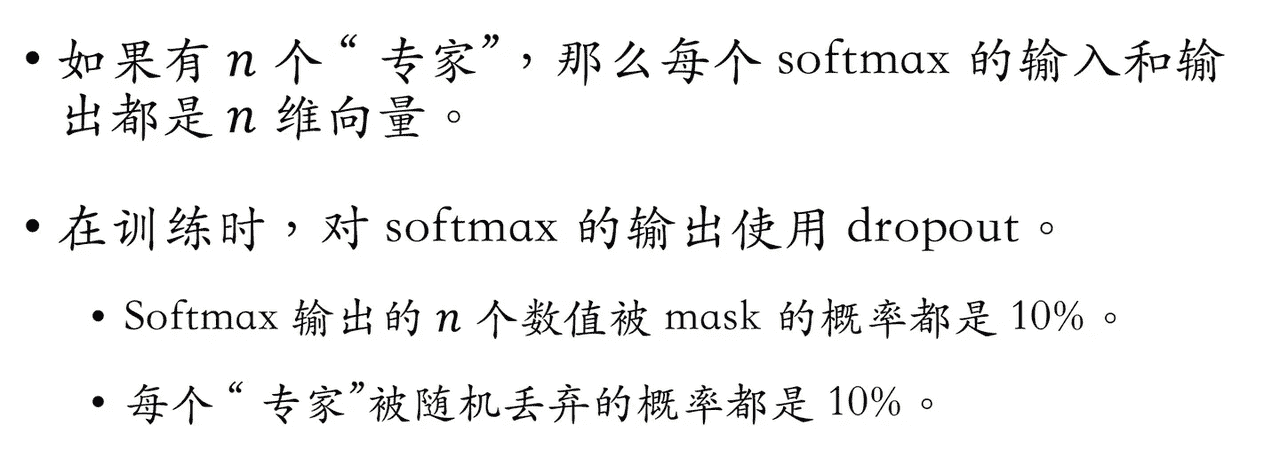 • 如果有 n 个“ 专家”，那么每个 softmax 的输入和输
出都是 n 维向量。
• 在训练时，对 softmax 的输出使用 dropout。
• Softmax 输出的 n 个数值被 mask 的概率都是 10%。
• 每个“ 专家”被随机丢弃的概率都是 10%。